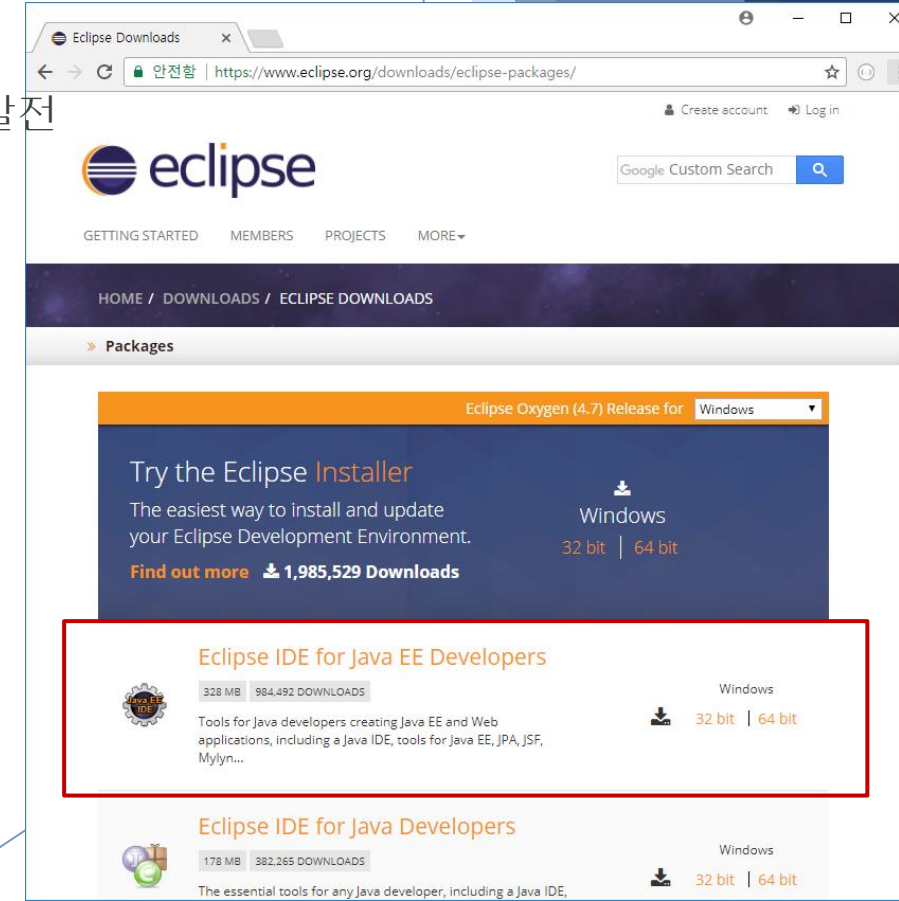 Eclipse Downloads
안전함 | https://www.eclipse.org/downloads/eclipse-packages/
Create account Log in
eclipse
Google Custom Search
GETTING STARTED MEMBERS PROJECTS MORE
HOME / DOWNLOADS / ECLIPSE DOWNLOADS
» Packages
Eclipse Oxygen (4.7) Release for Windows
Try the Eclipse Installer
The easiest way to install and update
your Eclipse Development Environment.
Find out more 1,985,529 Downloads
Windows
32 bit | 64 bit
Eclipse IDE for Java EE Developers
Java EE
IDE
328 MB 984,492 DOWNLOADS
Tools for Java developers creating Java EE and Web
applications, including a Java IDE, tools for Java EE, JPA, JSF,
Mylyn...
Windows
32 bit | 64 bit
Eclipse IDE for Java Developers
178 MB 382,265 DOWNLOADS
The essential tools for any Java developer, including a Java IDE,
Windows
32 bit | 64 bit